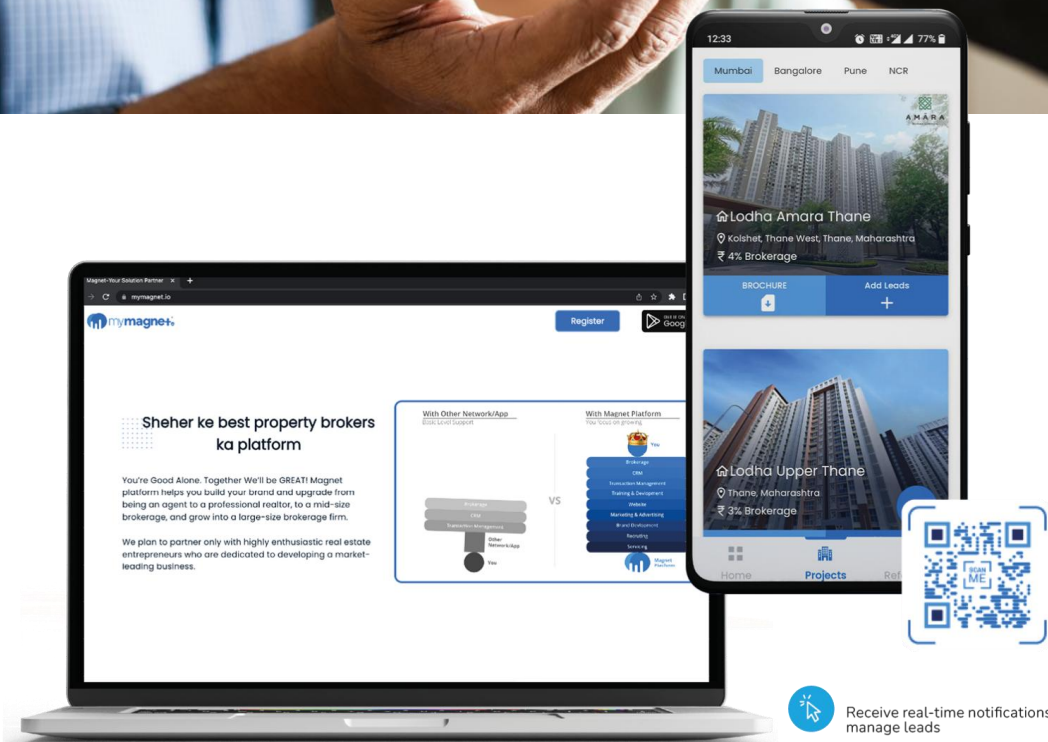 12:33
77%
Mumbai
Bangalore
Pune
NCR
AMARA
Lodha Amara Thane
Kolshet, Thane West, Thane, Maharashtra
₹ 4% Brokerage
BROCHURE
Add Leads
Lodha Upper Thane
Thane, Maharashtra
₹ 3% Brokerage
Home
Projects
SCAN
ME
Magnet-Your Solution Partner
mymagnet.io
mymagnet
Register
Sheher ke best property brokers
ka platform
You're Good Alone. Together We'll be GREAT! Magnet
platform helps you build your brand and upgrade from
being an agent to a professional realtor, to a mid-size
brokerage, and grow into a large-size brokerage firm.
We plan to partner only with highly enthusiastic real estate
entrepreneurs who are dedicated to developing a market-
leading business.
With Other Network/App
Basic Level Support
Brokerage
CRM
Transaction Management
Other
Network/App
You
VS
With Magnet Platform
You focus on growing
You
Brokerage
CRM
Transaction Management
Training & Development
Website
Marketing & Advertising
Brand Development
Recruiting
Servicing
Magnet
Platform
Receive real-time notifications
manage leads